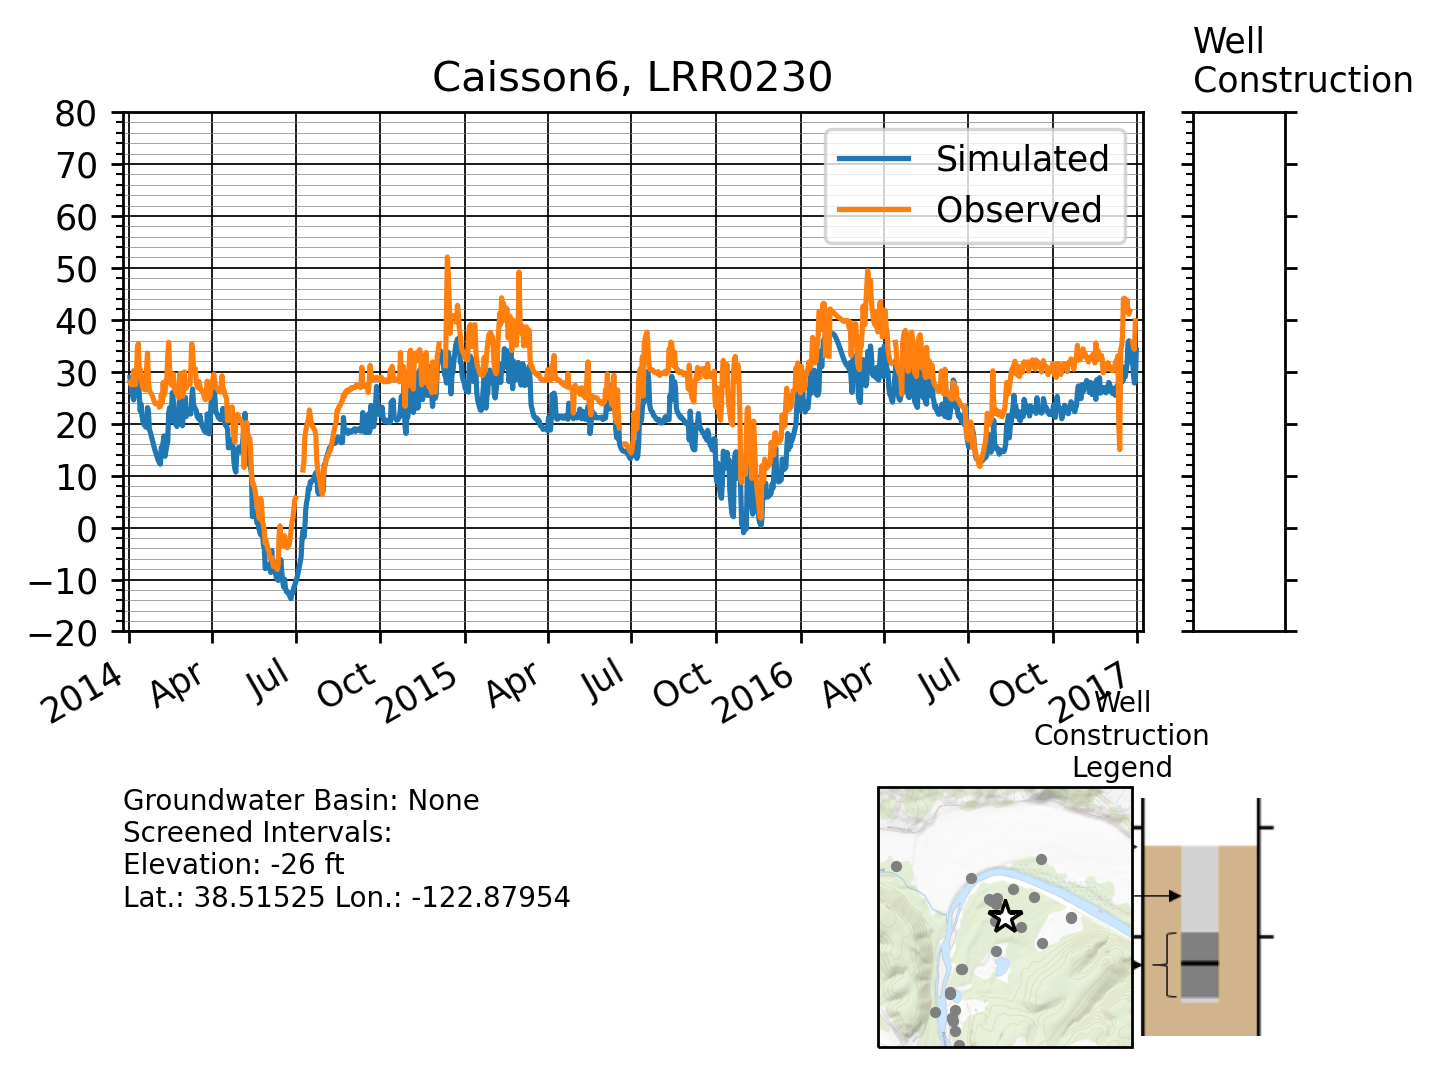 Well
Construction
Caisson6, LRR0230
80
70
60
50
40
30
20
10
0
−10
−20
Simulated
Observed
2014
Apr
Jul
Oct
2015
Apr
Jul
Oct
2016
Apr
Jul
Oct
2017
Well
Construction
Legend
Groundwater Basin: None
Screened Intervals:
Elevation: -26 ft
Lat.: 38.51525 Lon.: -122.87954